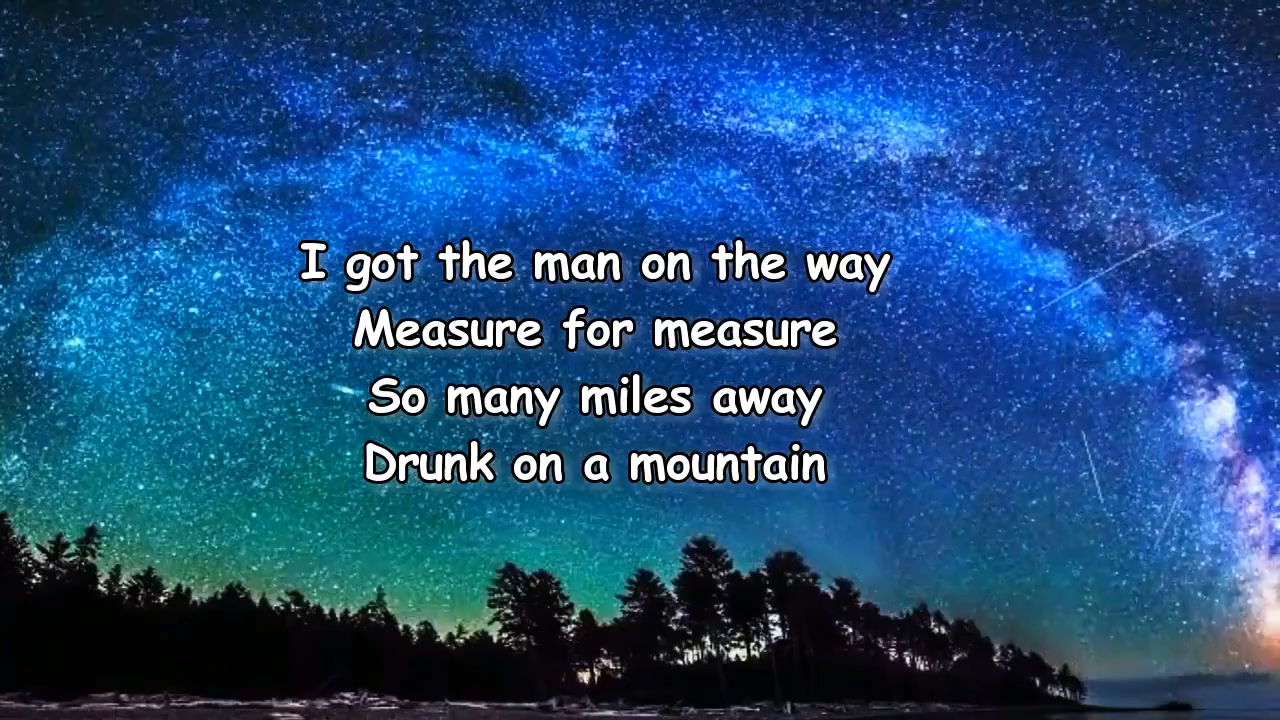 I got the man on the way
Measure for measure
So many miles away
Drunk on a mountain